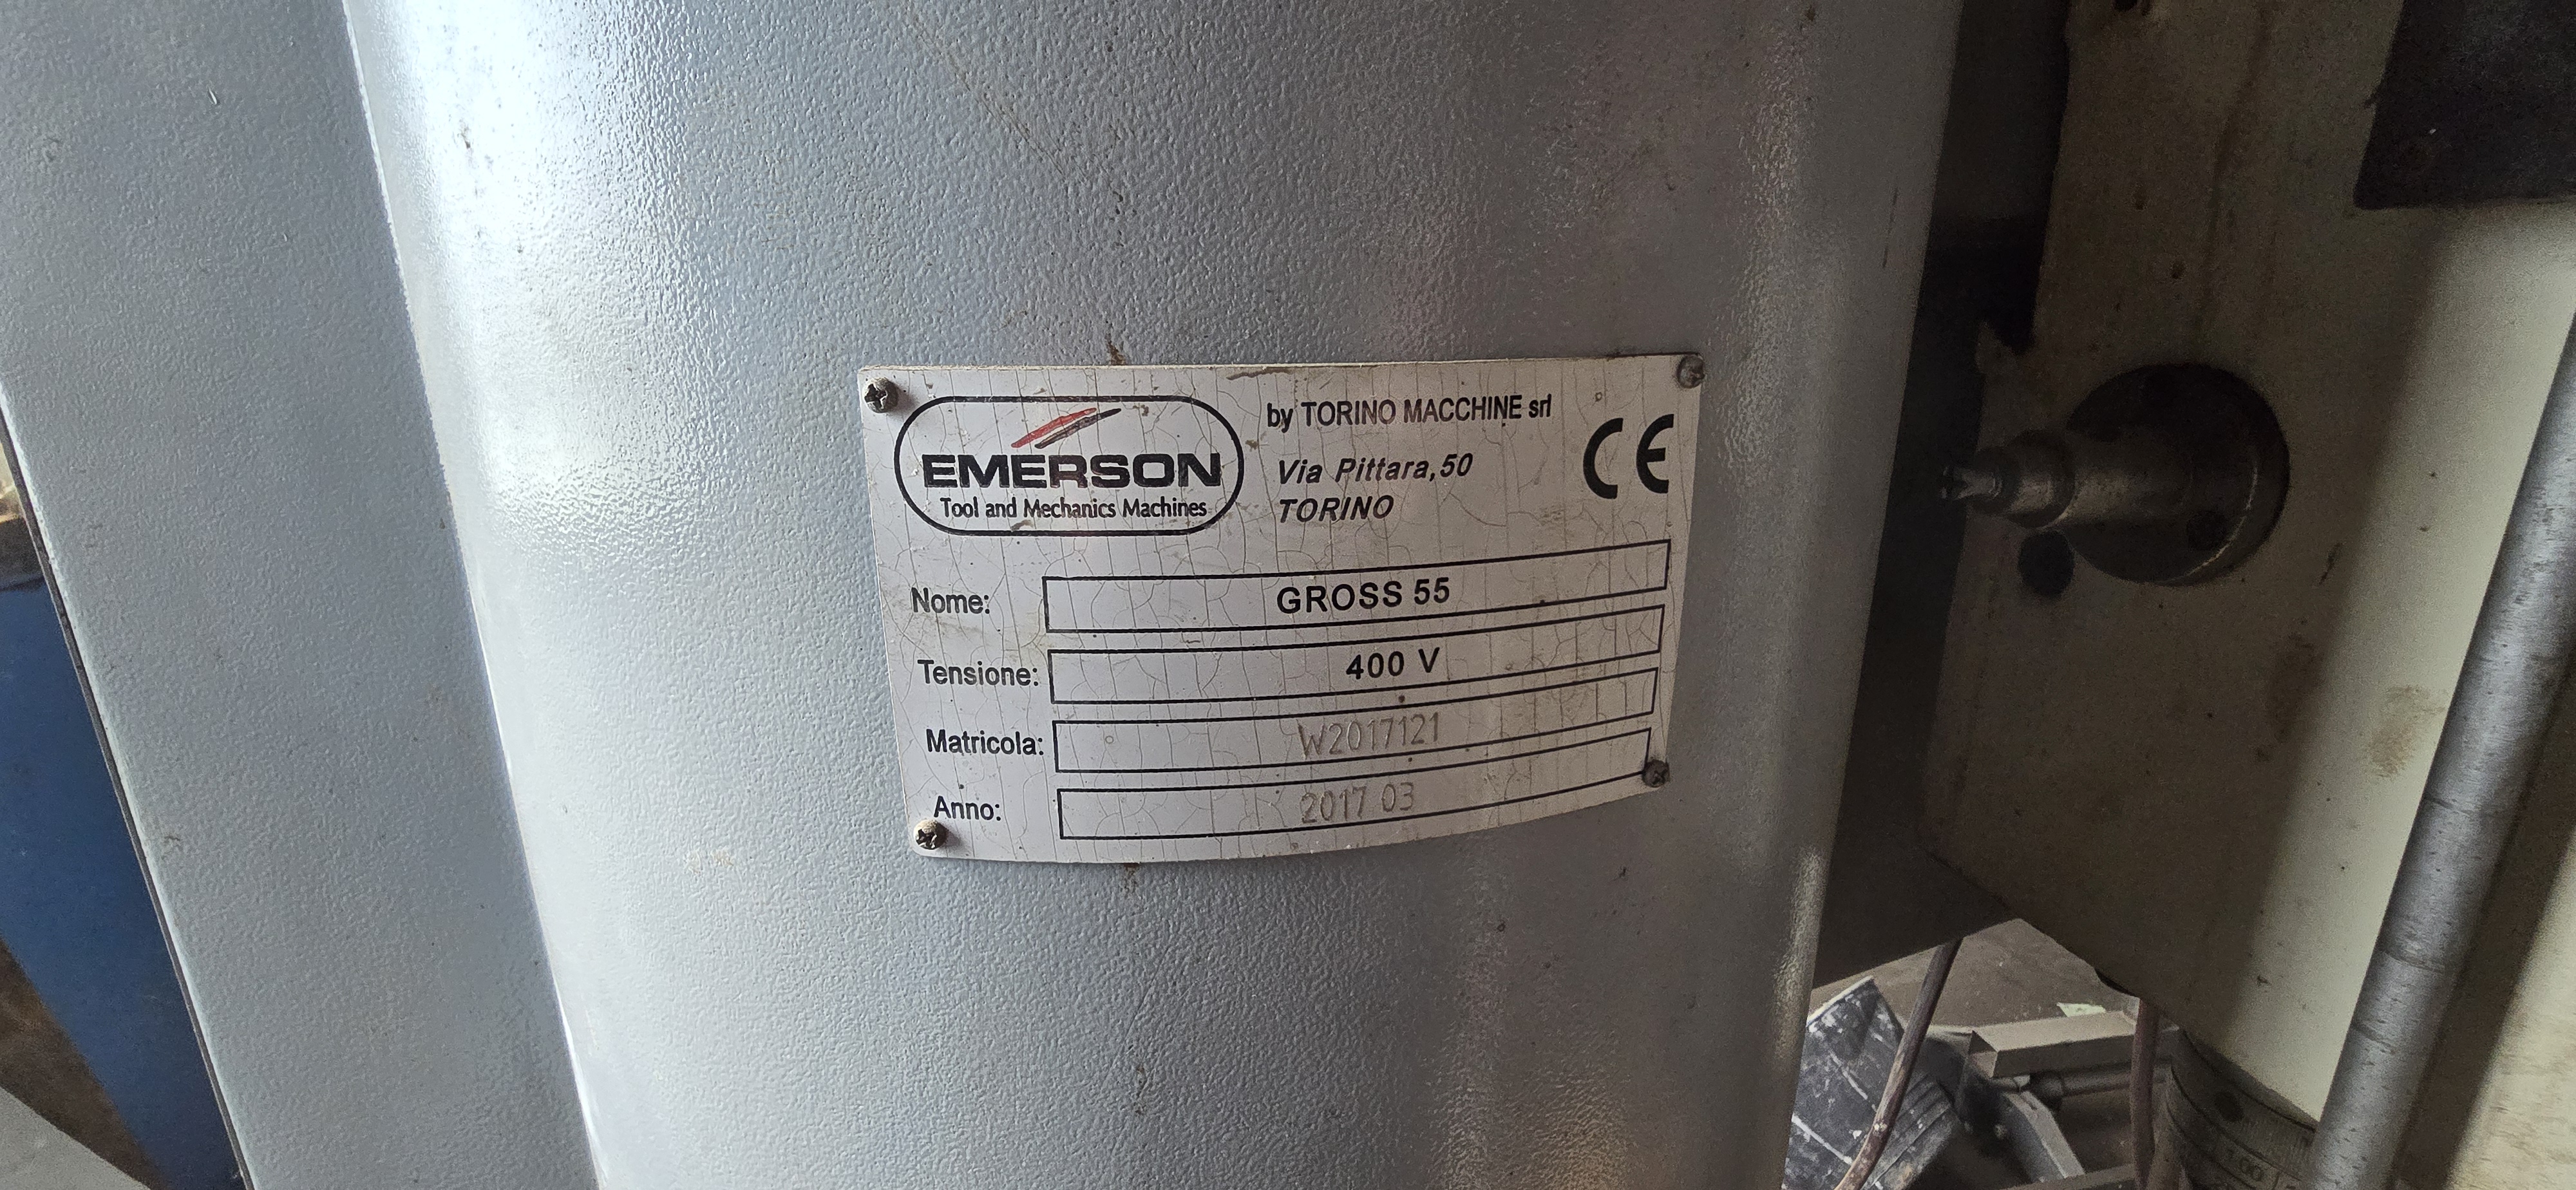 EMERSON
Tool and Mechanics Machines
by TORINO MACCHINE srl
Via Pittara, 50
TORINO
CE
Nome: GROSS 55
Tensione: 400 V
Matricola: W2017121
Anno: 2017 03
100